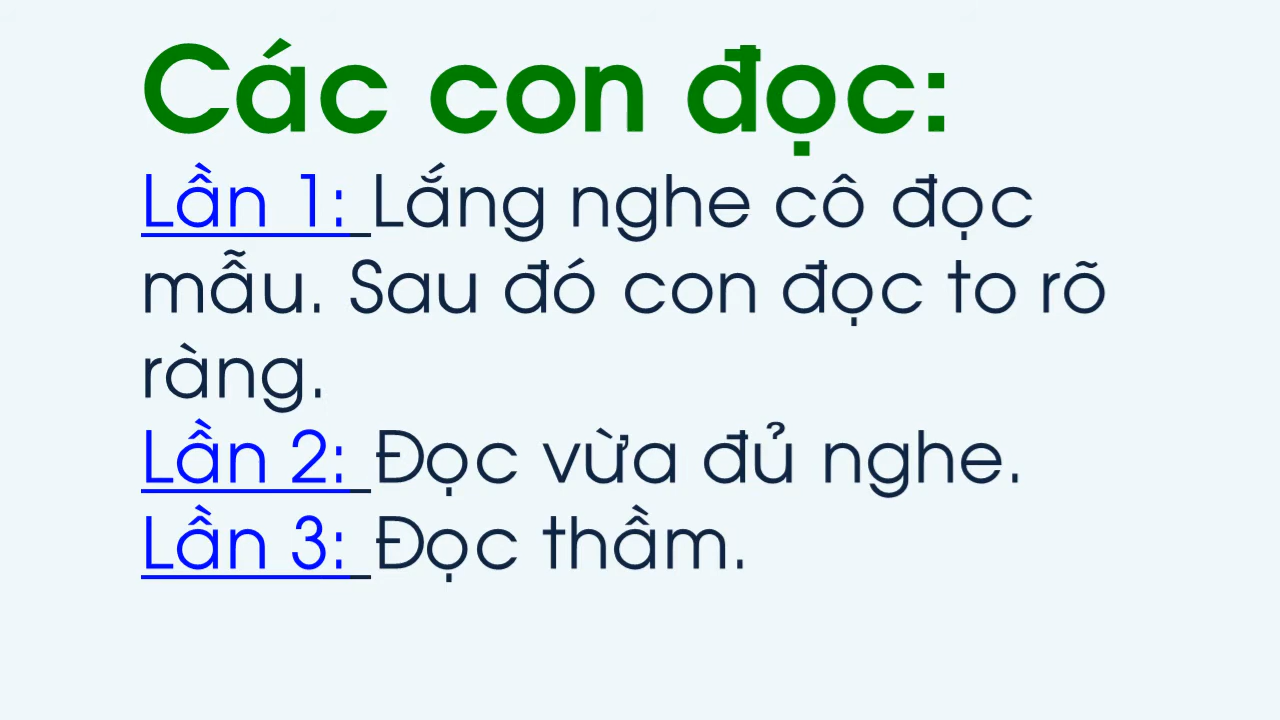 Các con đọc:
Lần 1: Lắng nghe cô đọc
mẫu. Sau đó con đọc to rõ
ràng.
Lần 2: Đọc vừa đủ nghe.
Lần 3: Đọc thầm.